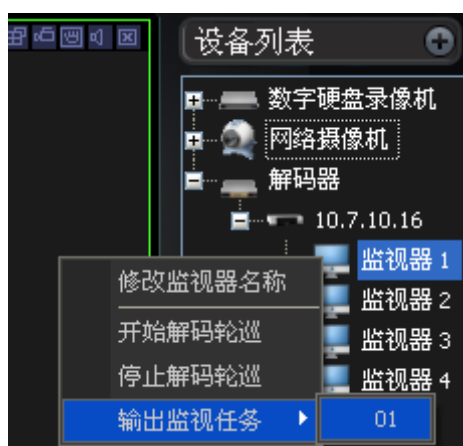 设备列表
数字硬盘录像机
网络摄像机
解码器
10.7.10.16
监视器 1
监视器 2
监视器 3
监视器 4
修改监视器名称
开始解码轮巡
停止解码轮巡
输出监视任务
01